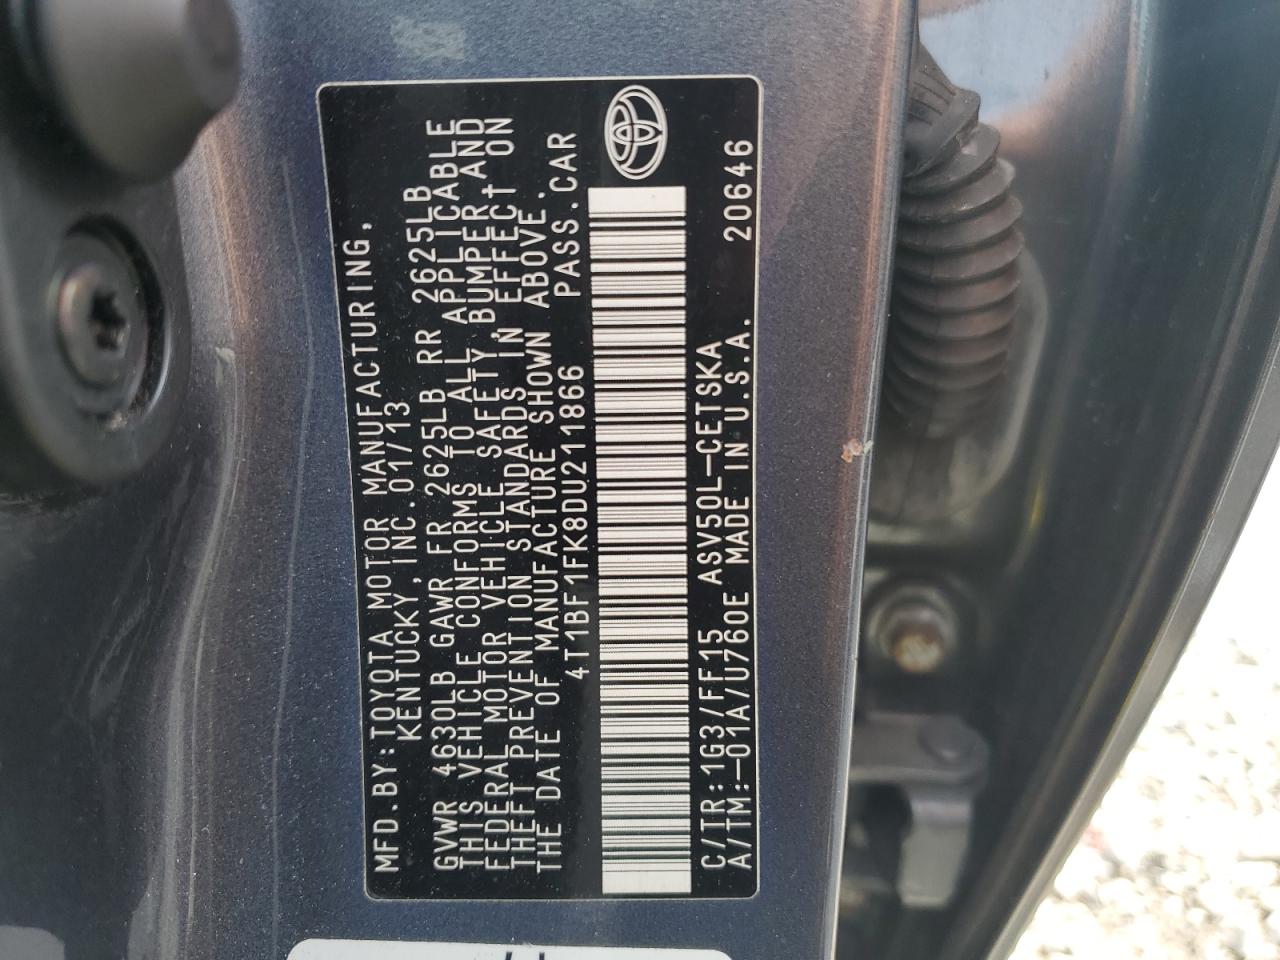 MFD.BY:TOYOTA MOTOR MANUFACTURING,
KENTUCKY, INC. 01/13
GVWR 4630LB GAWR FR 2625LB RR 2625LB
THIS VEHICLE CONFORMS TO ALL APPLICABLE
FEDERAL MOTOR VEHICLE SAFETY, BUMPER, AND
THEFT PREVENTION STANDARDS IN EFFECT ON
THE DATE OF MANUFACTURE SHOWN ABOVE.
4T1BF1FK8DU211866 PASS.CAR
C/TR:1G3/FF15 ASV50L-CETSKA 20646
A/TM:-01A/U760E MADE IN U.S.A.